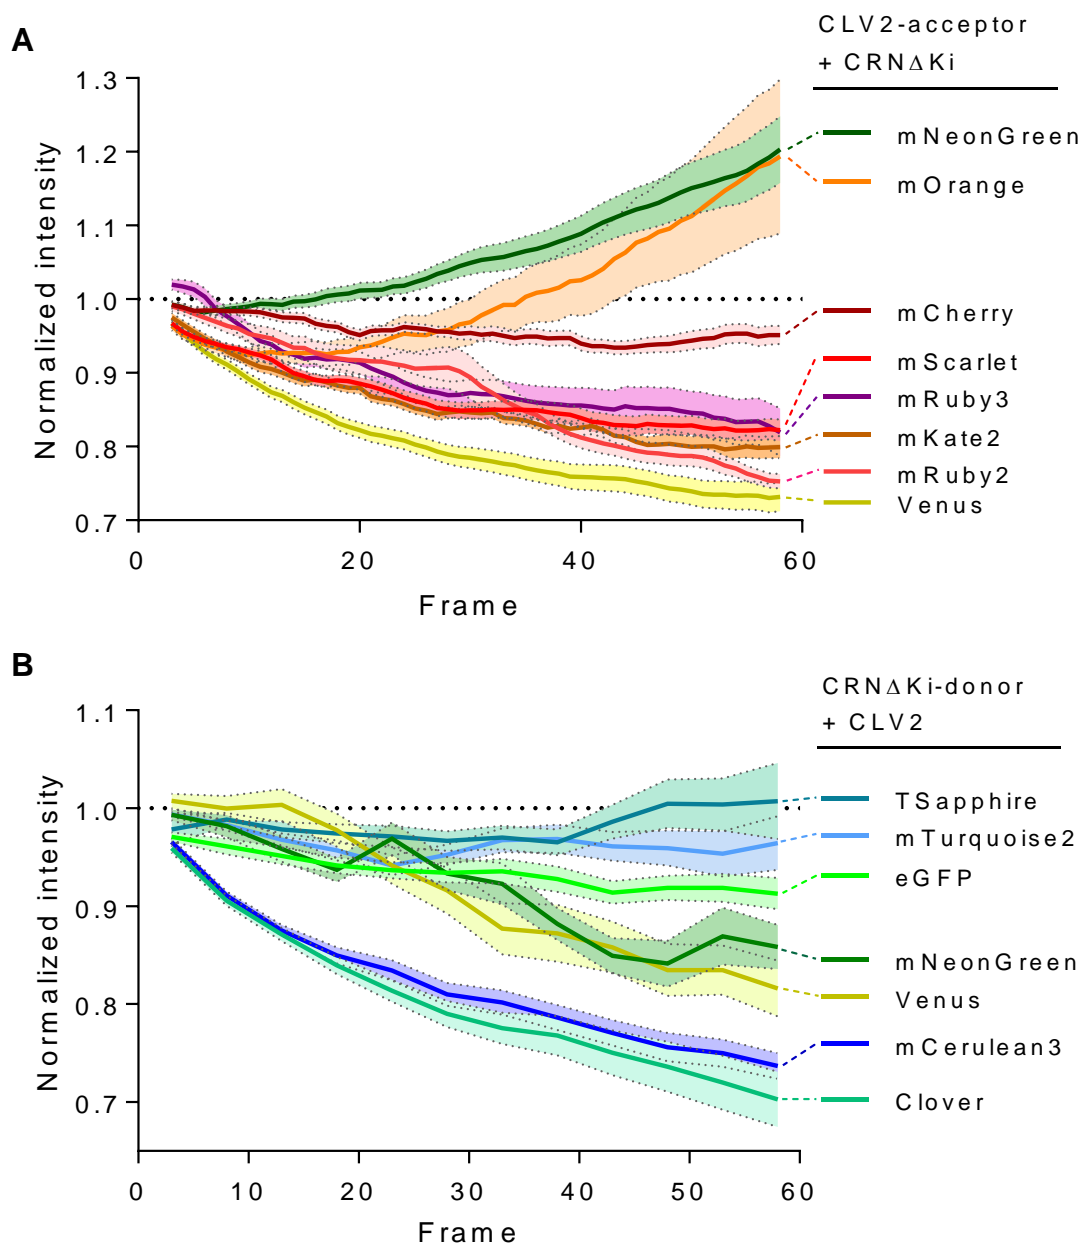 A
CLV2-acceptor
+ CRNΔKi
1.3
1.2
1.1
1.0
0.9
0.8
0.7
Normalized intensity
0
20
40
60
Frame
mNeonGreen
mOrange
mCherry
mScarlet
mRuby3
mKate2
mRuby2
Venus
B
CRNΔKi-donor
+ CLV2
1.1
1.0
0.9
0.8
0.7
Normalized intensity
0
10
20
30
40
50
60
Frame
TSapphire
mTurquoise2
eGFP
mNeonGreen
Venus
mCerulean3
Clover